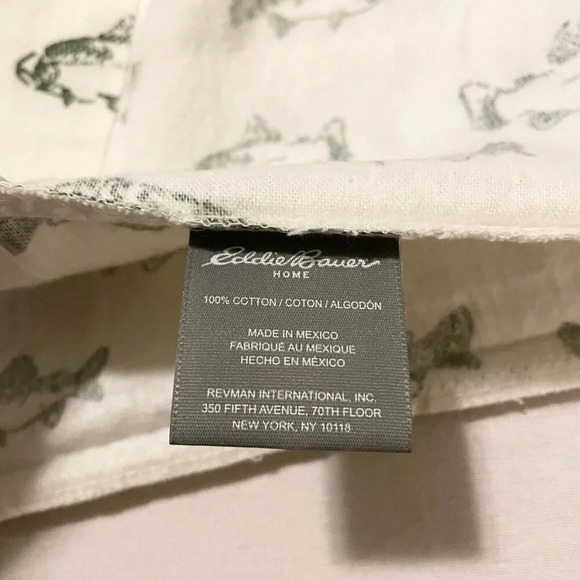 Eddie Bauer
HOME
100% COTTON / COTON / ALGODÓN
MADE IN MEXICO
FABRIQUÉ AU MEXIQUE
HECHO EN MÉXICO
REVMAN INTERNATIONAL, INC.
350 FIFTH AVENUE, 70TH FLOOR
NEW YORK, NY 10118